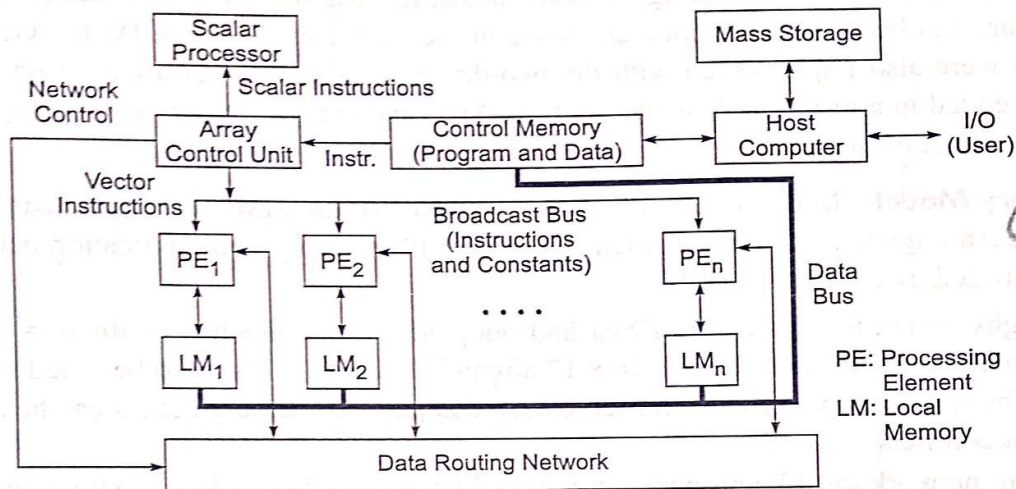 Scalar
Processor
Mass Storage
Network
Control
Scalar Instructions
Array
Control Unit
Instr.
Control Memory
(Program and Data)
Host
Computer
I/O
(User)
Vector
Instructions
Broadcast Bus
(Instructions
and Constants)
PE1
PE2
PEn
Data
Bus
. . . .
LM1
LM2
LMn
PE: Processing
Element
LM: Local
Memory
Data Routing Network